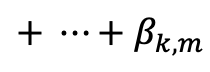 + ⋯ + β_{k,m}